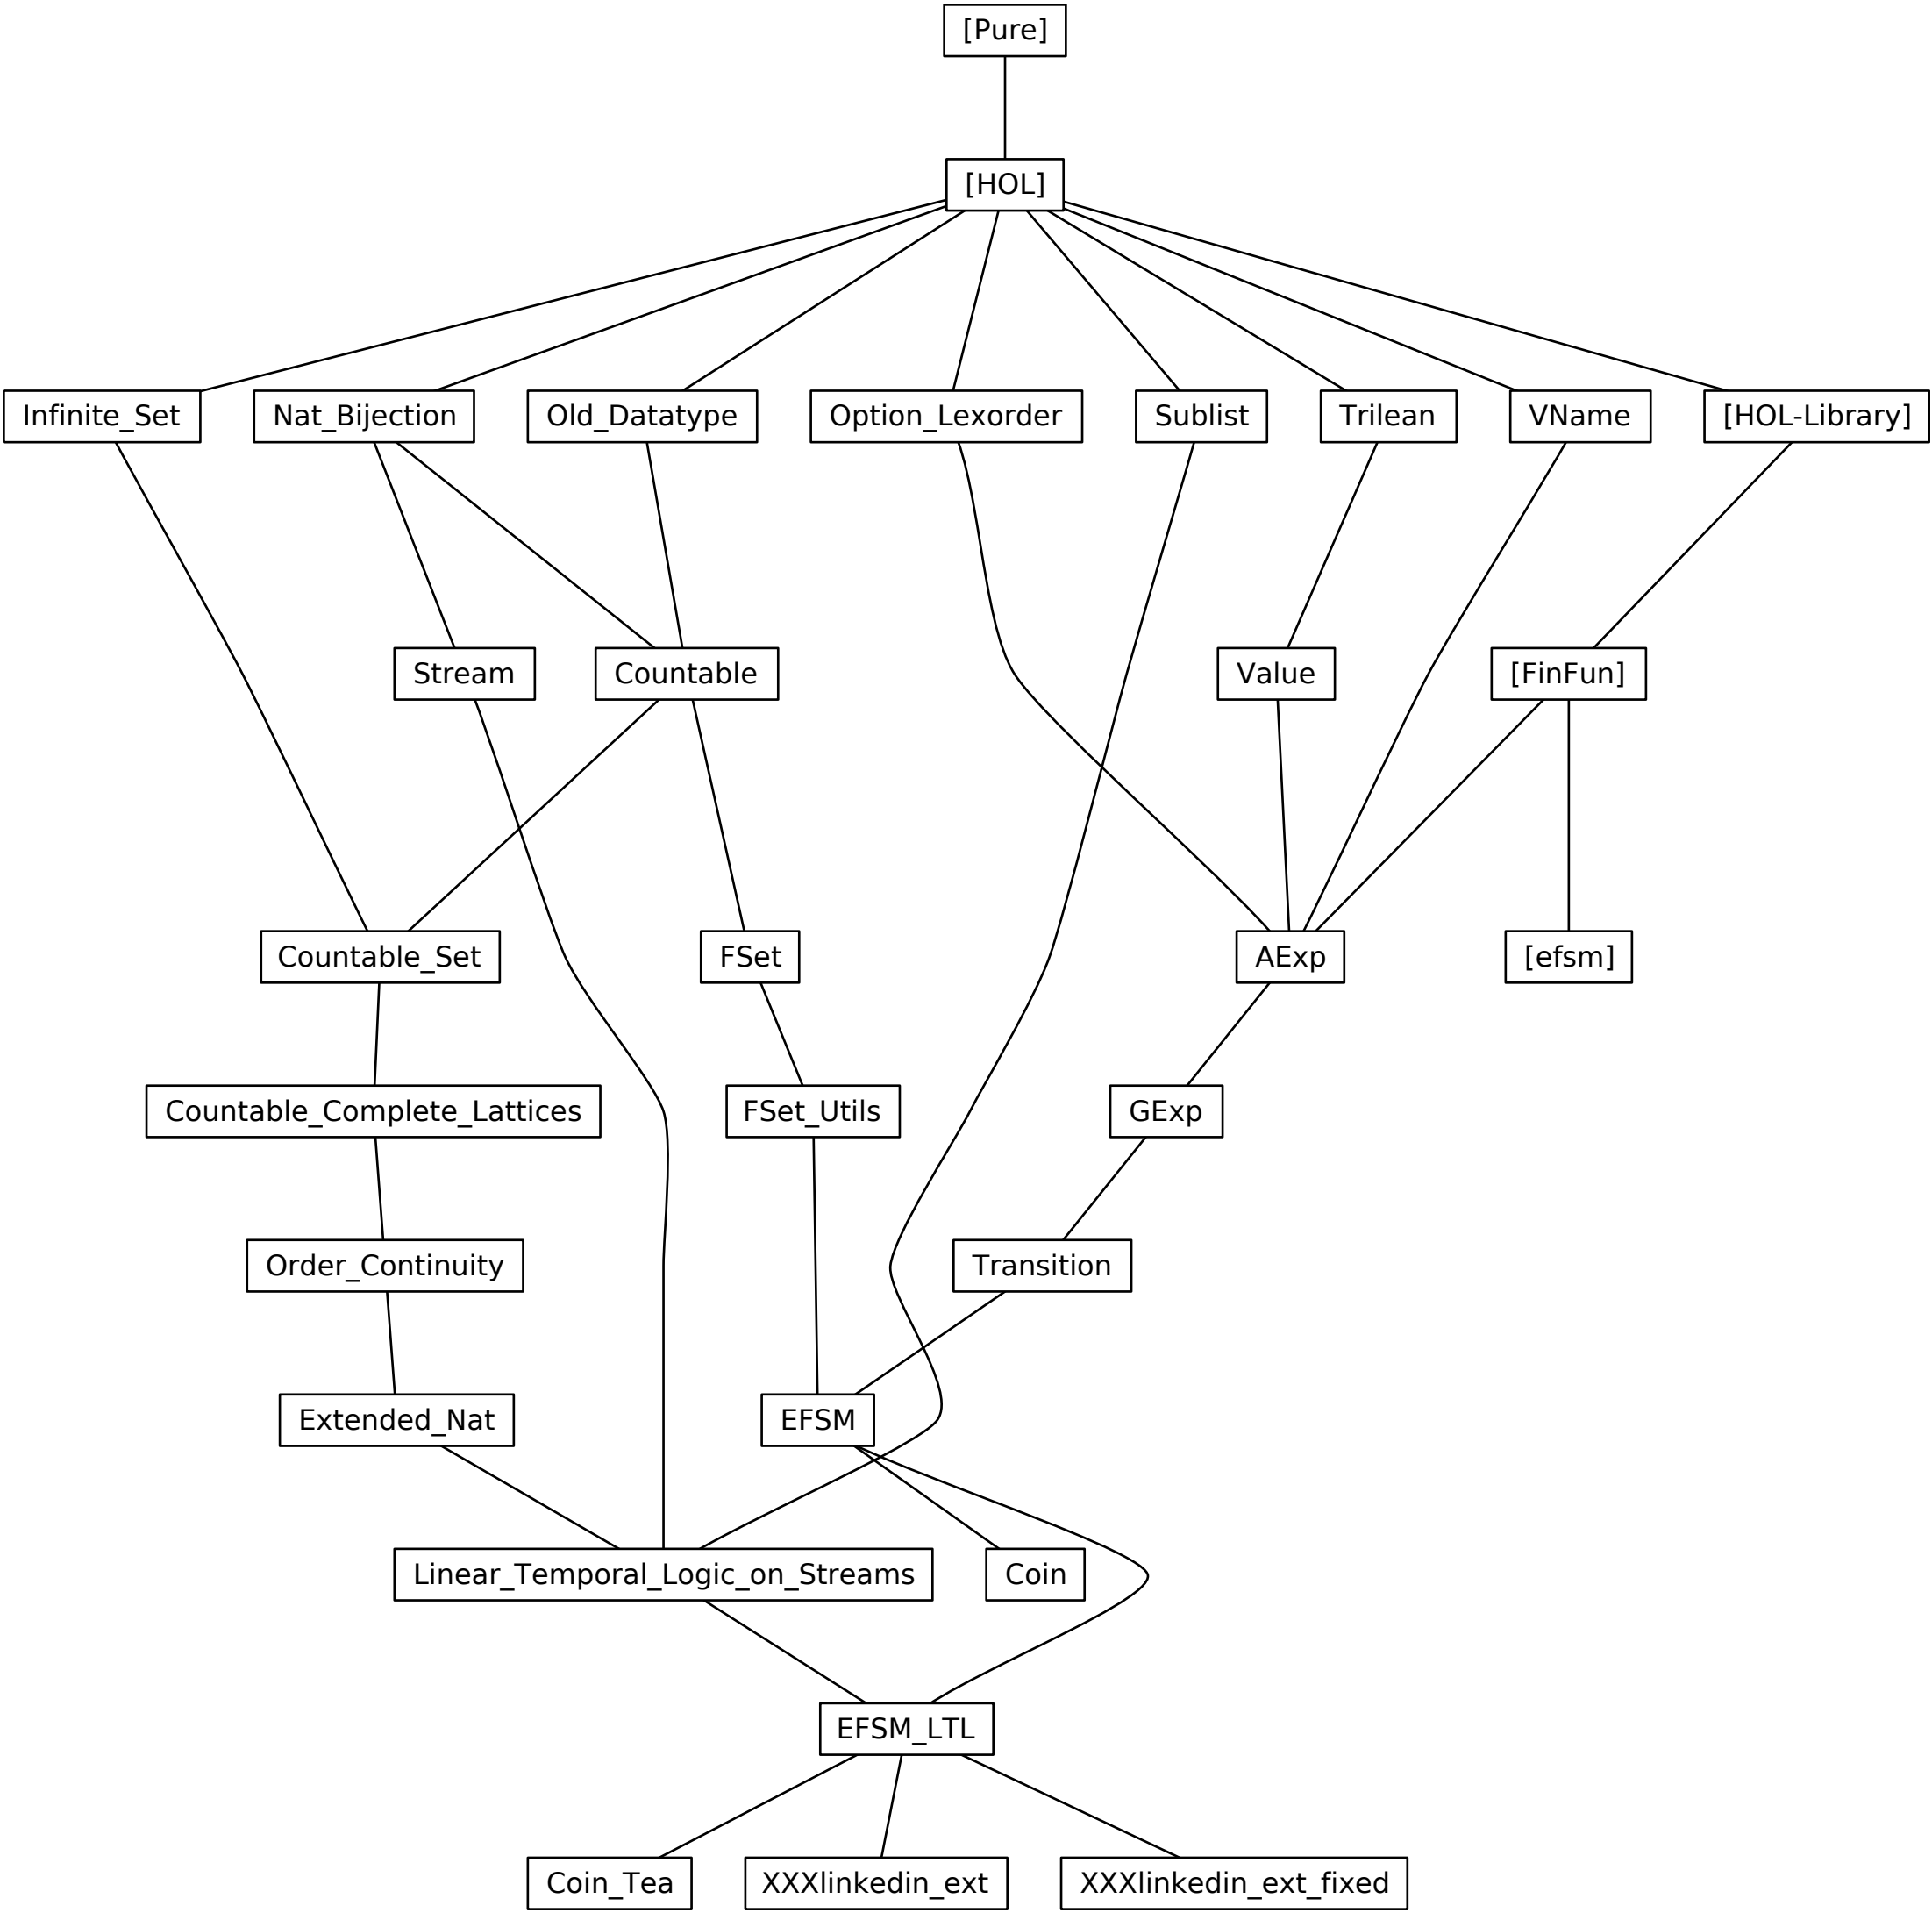 [Pure]
[HOL]
Infinite_Set
Nat_Bijection
Old_Datatype
Option_Lexorder
Sublist
Trilean
VName
[HOL-Library]
Stream
Countable
Value
[FinFun]
Countable_Set
FSet
AExp
[efsm]
Countable_Complete_Lattices
FSet_Utils
GExp
Order_Continuity
Transition
Extended_Nat
EFSM
Linear_Temporal_Logic_on_Streams
Coin
EFSM_LTL
Coin_Tea
XXXlinkedin_ext
XXXlinkedin_ext_fixed